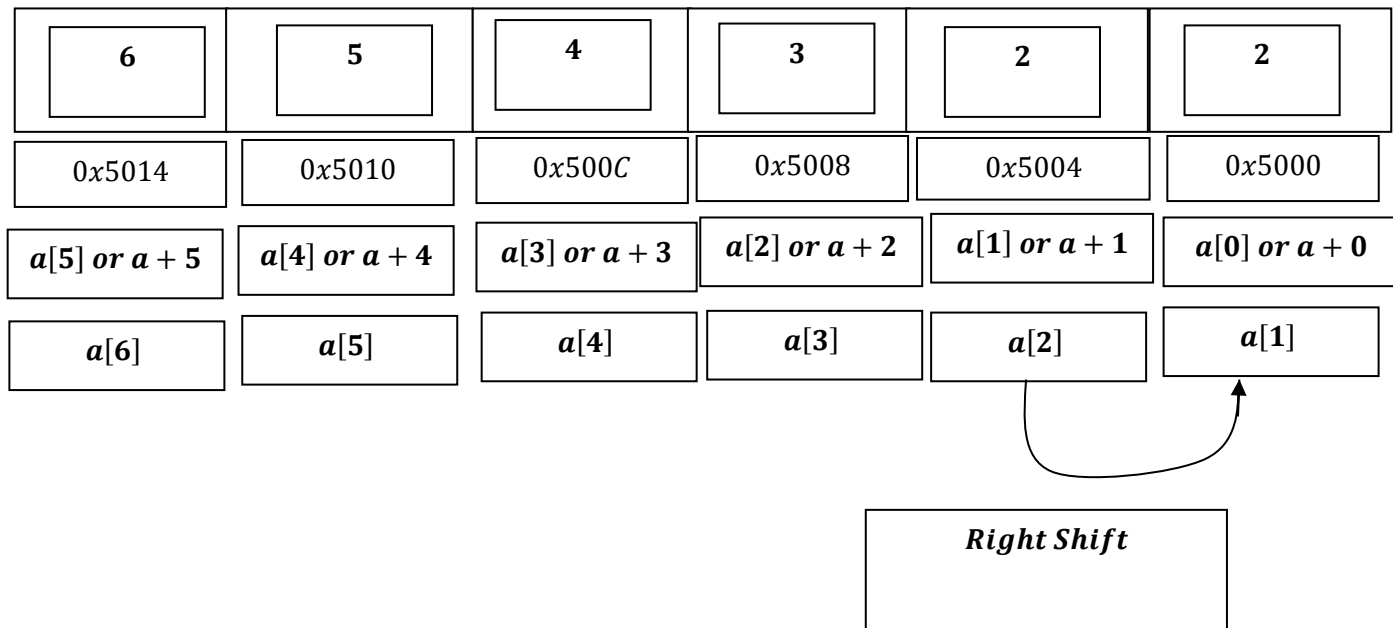 6 5 4 3 2 2
0x5014 0x5010 0x500C 0x5008 0x5004 0x5000
a[5] or a + 5 a[4] or a + 4 a[3] or a + 3 a[2] or a + 2 a[1] or a + 1 a[0] or a + 0
a[6] a[5] a[4] a[3] a[2] a[1]
Right Shift